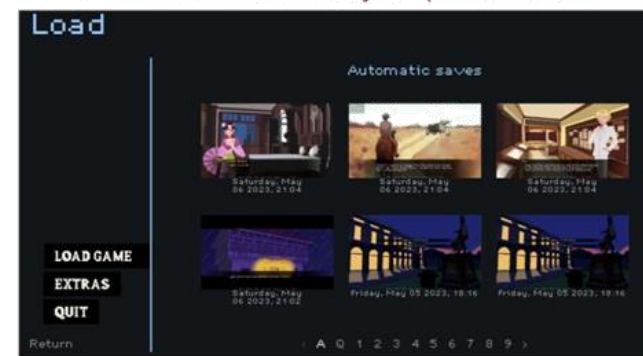 Load
Automatic saves
Saturday, May
06 2023, 21:04
Saturday, May
06 2023, 21:04
Saturday, May
06 2023, 21:04
Saturday, May
06 2023, 21:02
Friday, May 05 2023, 18:16
Friday, May 05 2023, 18:16
LOAD GAME
EXTRAS
QUIT
Return
< A Q 1 2 3 4 5 6 7 8 9 >